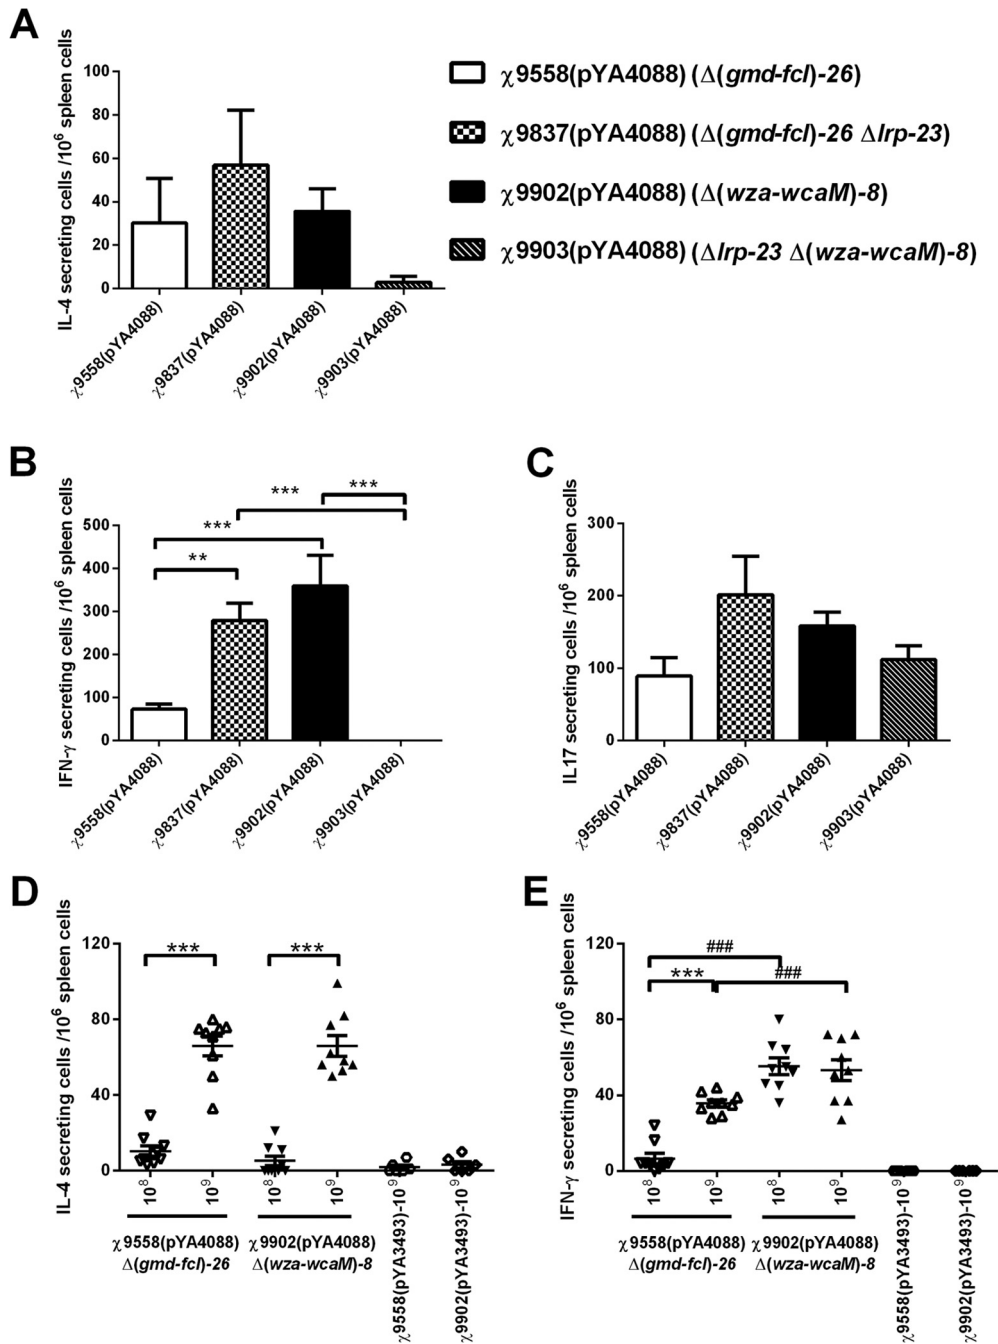 A
IL-4 secreting cells /10⁶ spleen cells
100
80
60
40
20
0
χ9558(pYA4088)
χ9837(pYA4088)
χ9902(pYA4088)
χ9903(pYA4088)
χ9558(pYA4088) (Δ(gmd-fcl)-26)
χ9837(pYA4088) (Δ(gmd-fcl)-26 Δlrp-23)
χ9902(pYA4088) (Δ(wza-wcaM)-8)
χ9903(pYA4088) (Δlrp-23 Δ(wza-wcaM)-8)
B
IFN-γ secreting cells /10⁶ spleen cells
500
400
300
200
100
0
***
***
***
**
χ9558(pYA4088)
χ9837(pYA4088)
χ9902(pYA4088)
χ9903(pYA4088)
C
IL17 secreting cells /10⁶ spleen cells
300
200
100
0
χ9558(pYA4088)
χ9837(pYA4088)
χ9902(pYA4088)
χ9903(pYA4088)
D
IL-4 secreting cells /10⁶ spleen cells
120
80
40
0
***
***
10⁸
10⁹
10⁸
10⁹
χ9558(pYA4088)
Δ(gmd-fcl)-26
χ9902(pYA4088)
Δ(wza-wcaM)-8
χ9558(pYA3493)-10⁹
χ9902(pYA3493)-10⁹
E
IFN-γ secreting cells /10⁶ spleen cells
120
80
40
0
###
***
###
10⁸
10⁹
10⁸
10⁹
χ9558(pYA4088)
Δ(gmd-fcl)-26
χ9902(pYA4088)
Δ(wza-wcaM)-8
χ9558(pYA3493)-10⁹
χ9902(pYA3493)-10⁹